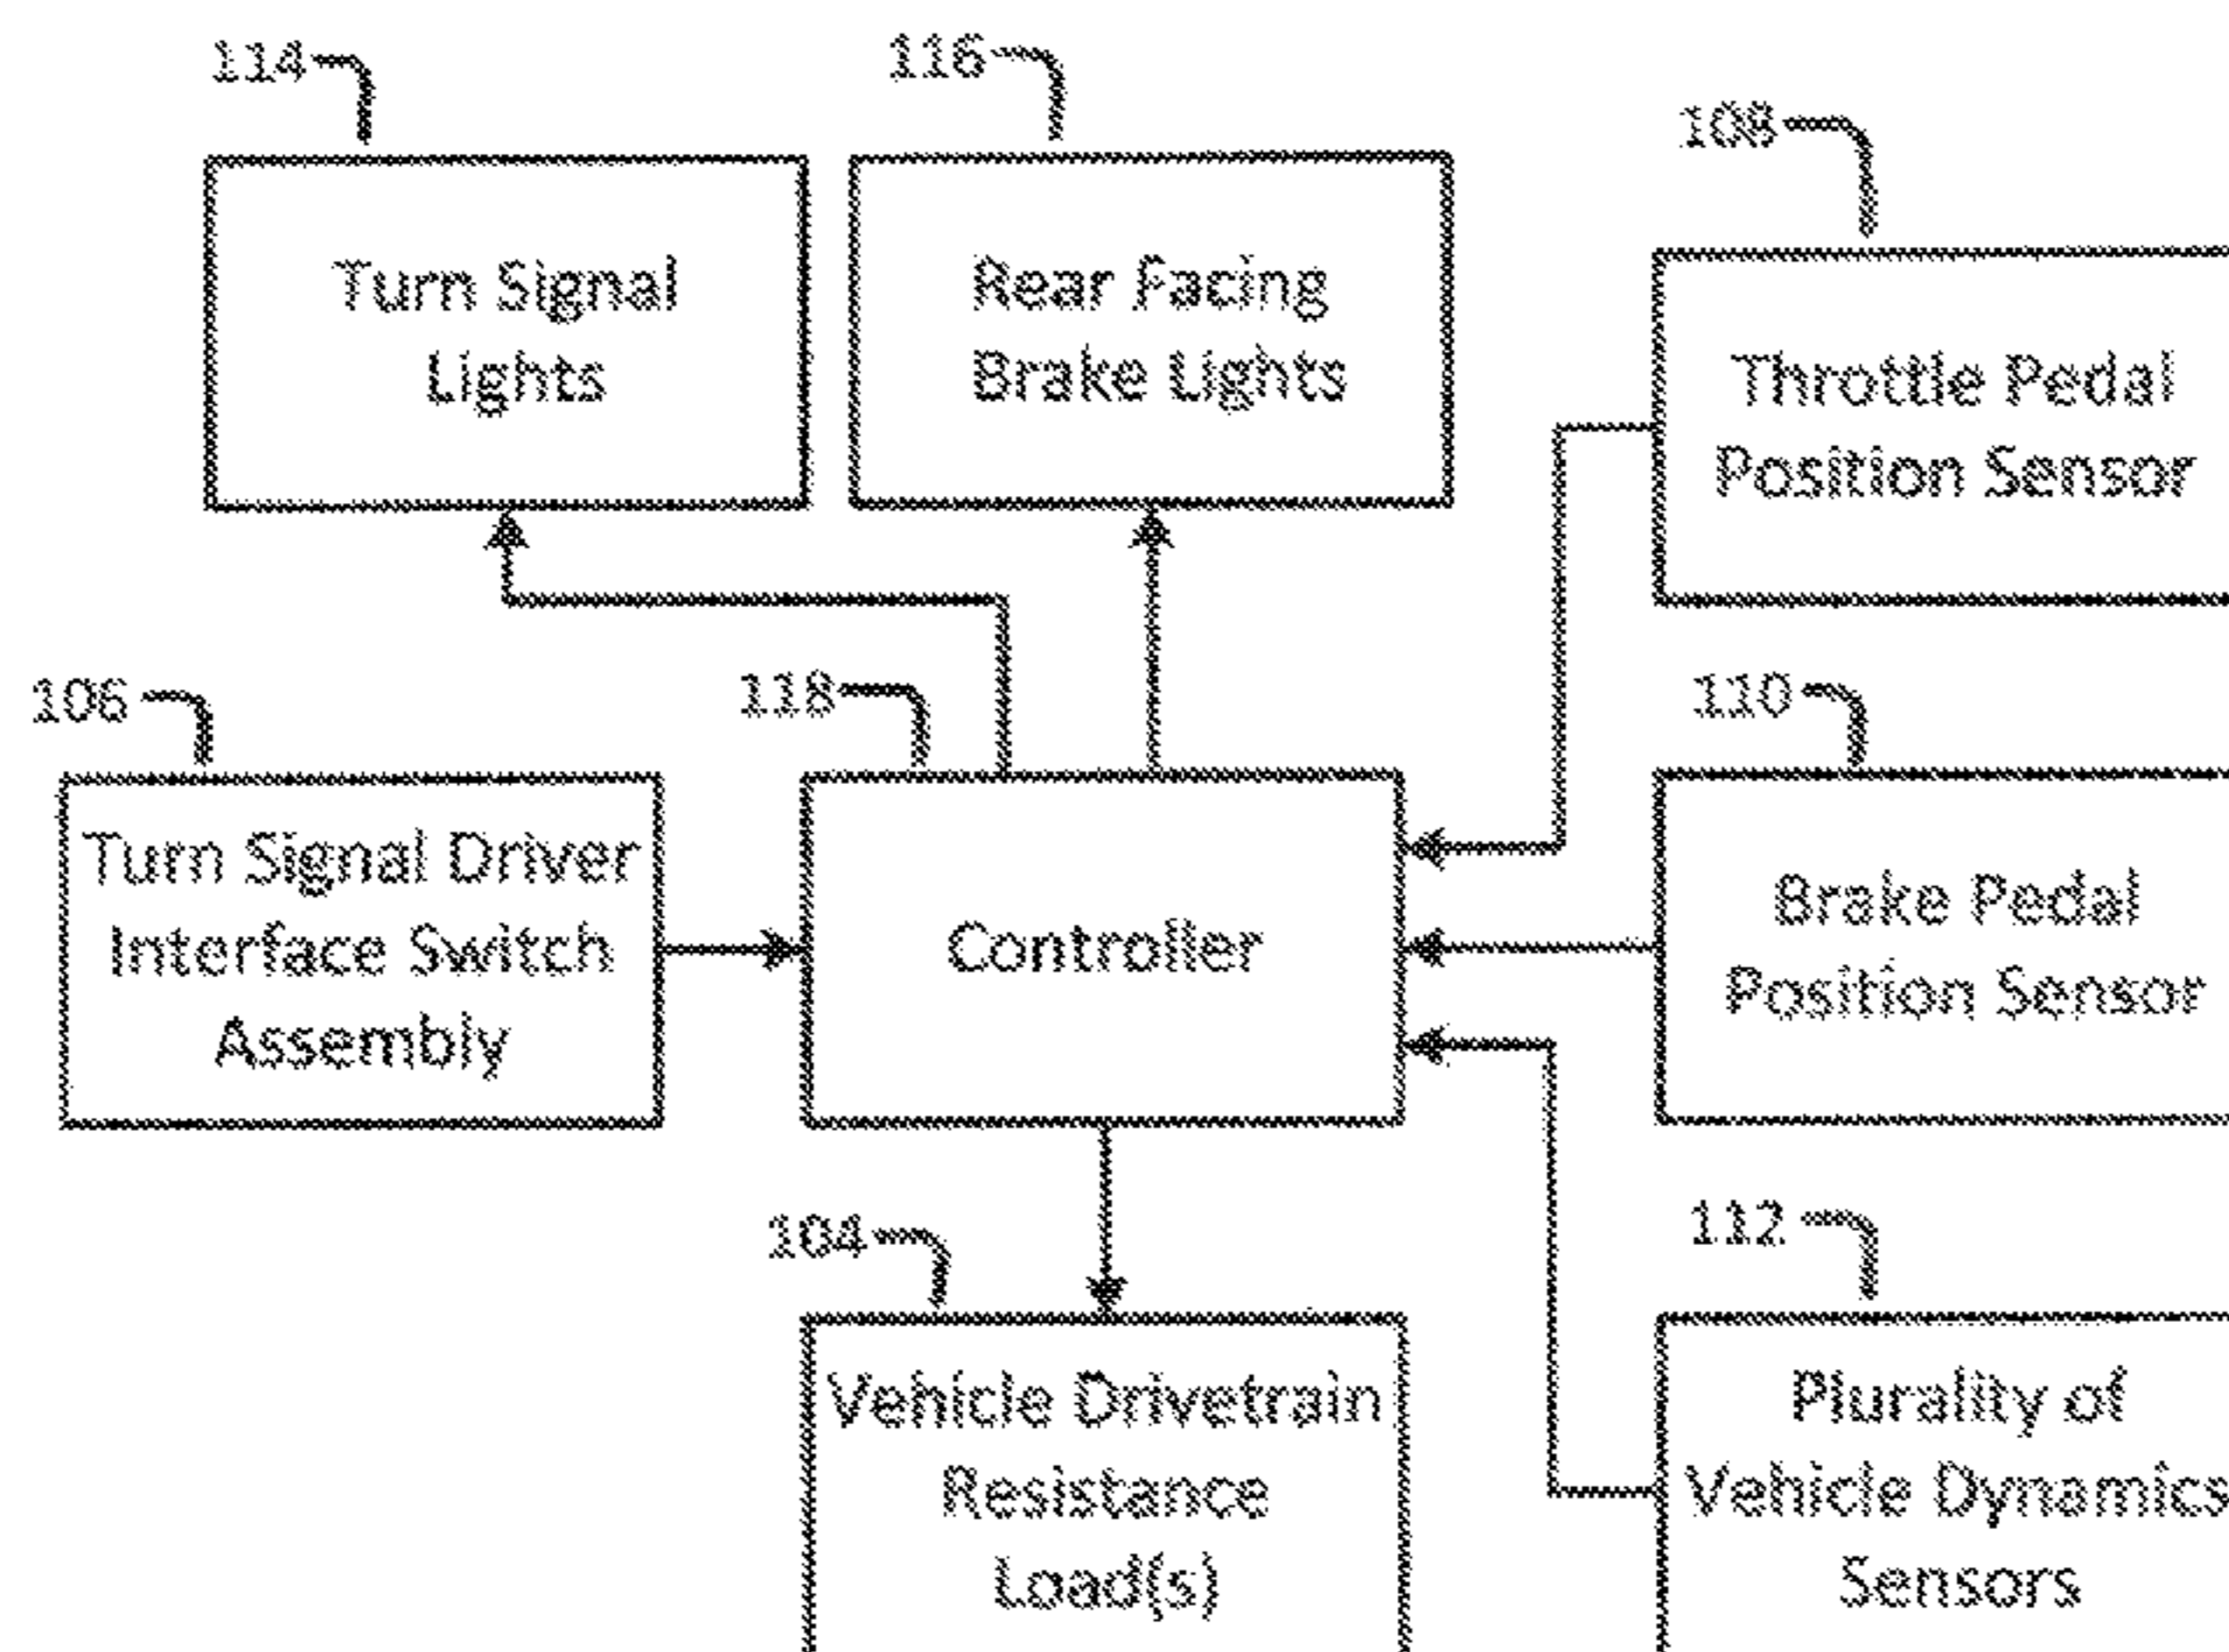 114
116
108
Turn Signal
Lights
Rear Facing
Brake Lights
Throttle Pedal
Position Sensor
106
118
110
Turn Signal Driver
Interface Switch
Assembly
Controller
Brake Pedal
Position Sensor
104
112
Vehicle Drivetrain
Resistance
Load(s)
Plurality of
Vehicle Dynamics
Sensors